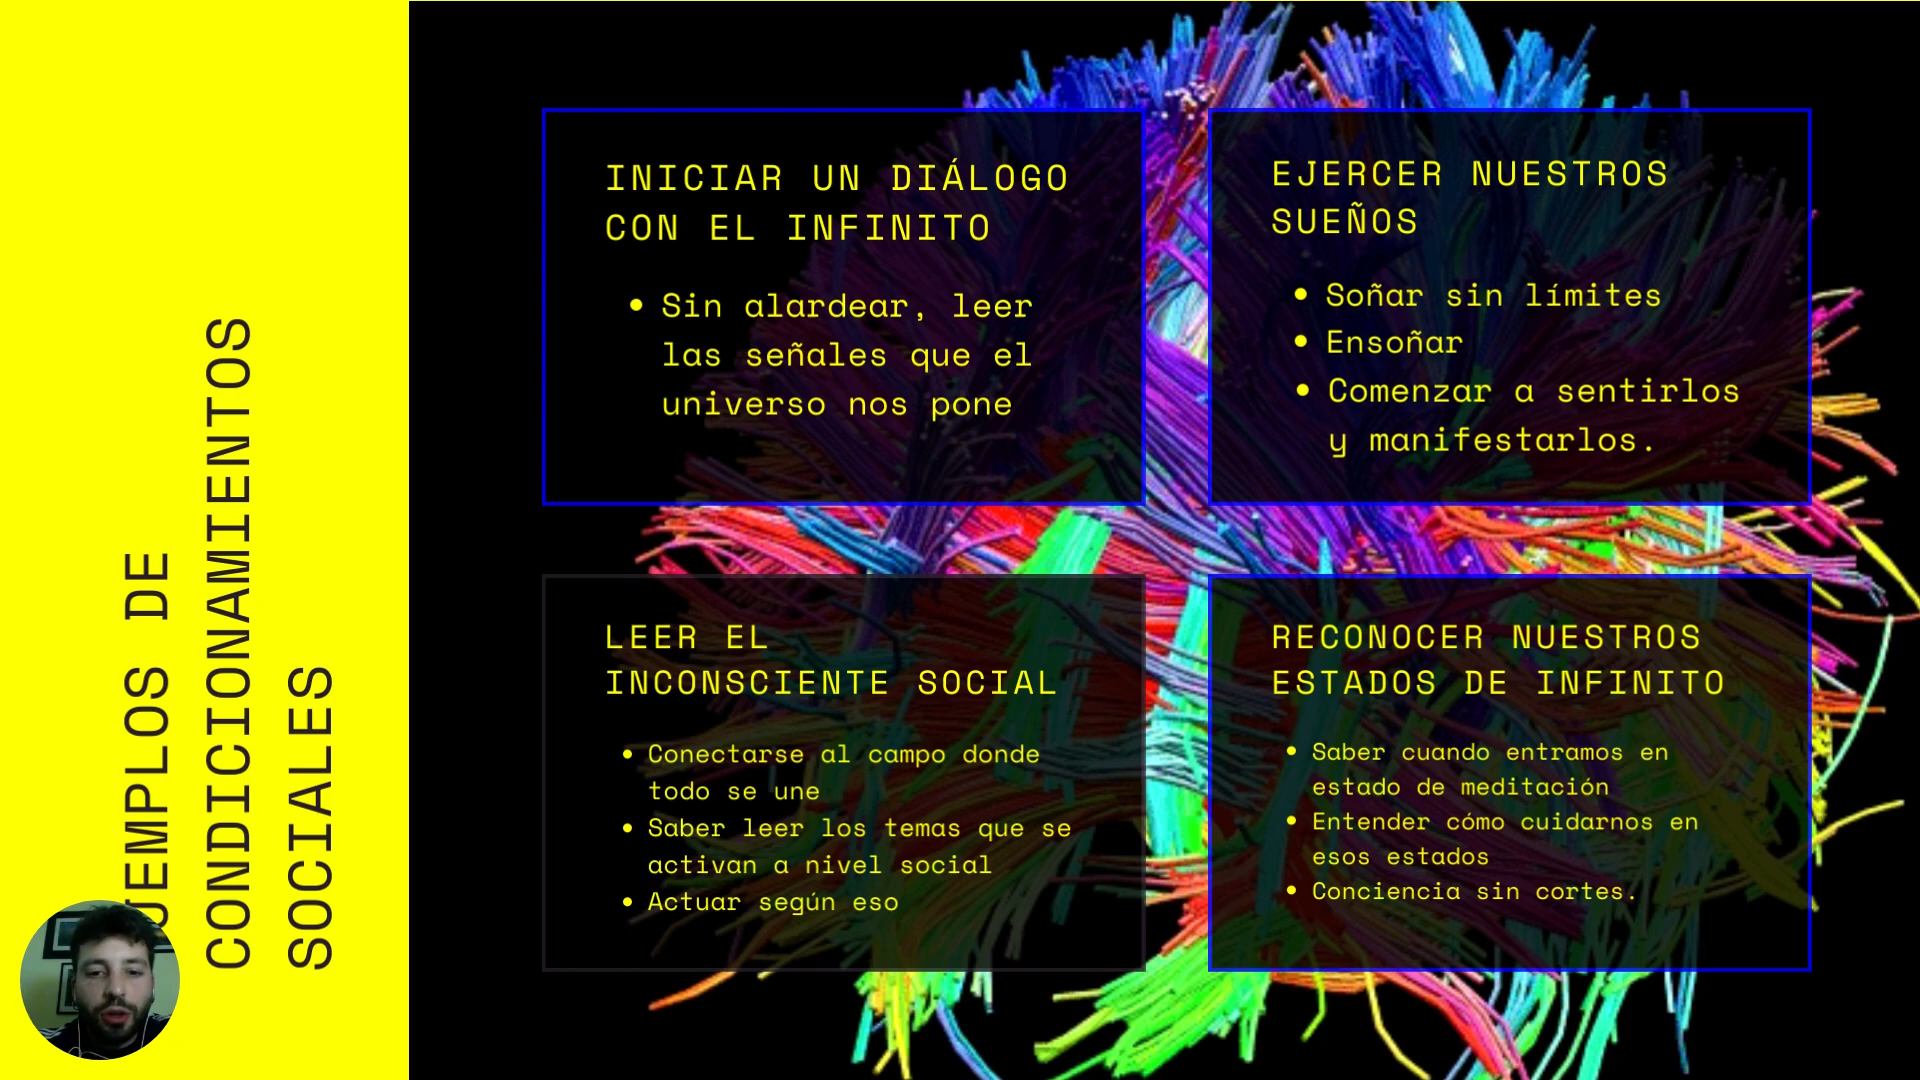 EJEMPLOS DE
CONDICIONAMIENTOS
SOCIALES
INICIAR UN DIÁLOGO
CON EL INFINITO
• Sin alardear, leer
las señales que el
universo nos pone
EJERCER NUESTROS
SUEÑOS
• Soñar sin límites
• Ensoñar
• Comenzar a sentirlos
y manifestarlos.
LEER EL
INCONSCIENTE SOCIAL
• Conectarse al campo donde
todo se une
• Saber leer los temas que se
activan a nivel social
• Actuar según eso
RECONOCER NUESTROS
ESTADOS DE INFINITO
• Saber cuando entramos en
estado de meditación
• Entender cómo cuidarnos en
esos estados
• Conciencia sin cortes.